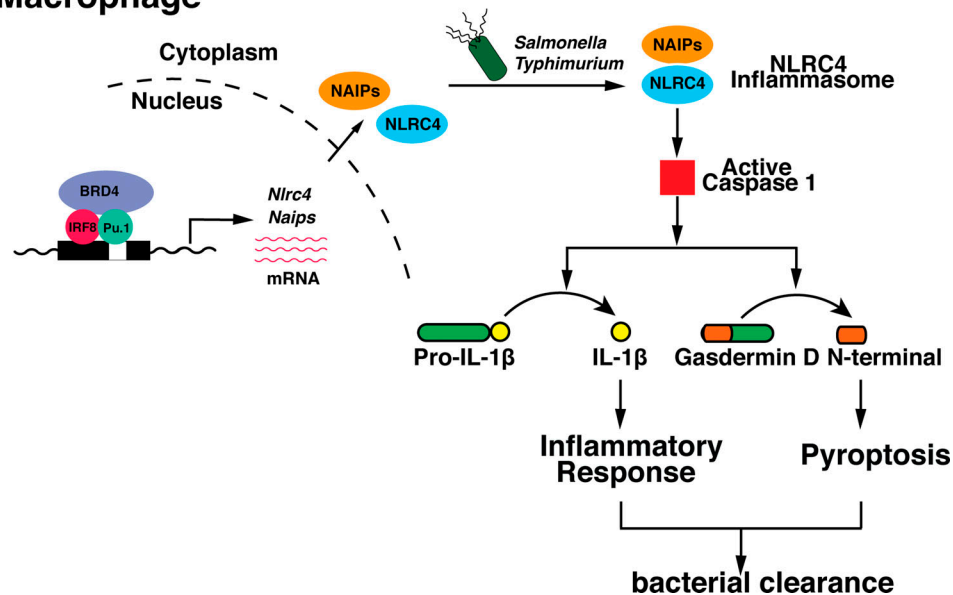 Macrophage
Cytoplasm
Nucleus
Salmonella
Typhimurium
NAIPs
NLRC4
NAIPs
NLRC4
NLRC4
Inflammasome
BRD4
IRF8
Pu.1
Nlrc4
Naips
mRNA
Active
Caspase 1
Pro-IL-1β
IL-1β
Gasdermin D
N-terminal
Inflammatory
Response
Pyroptosis
bacterial clearance